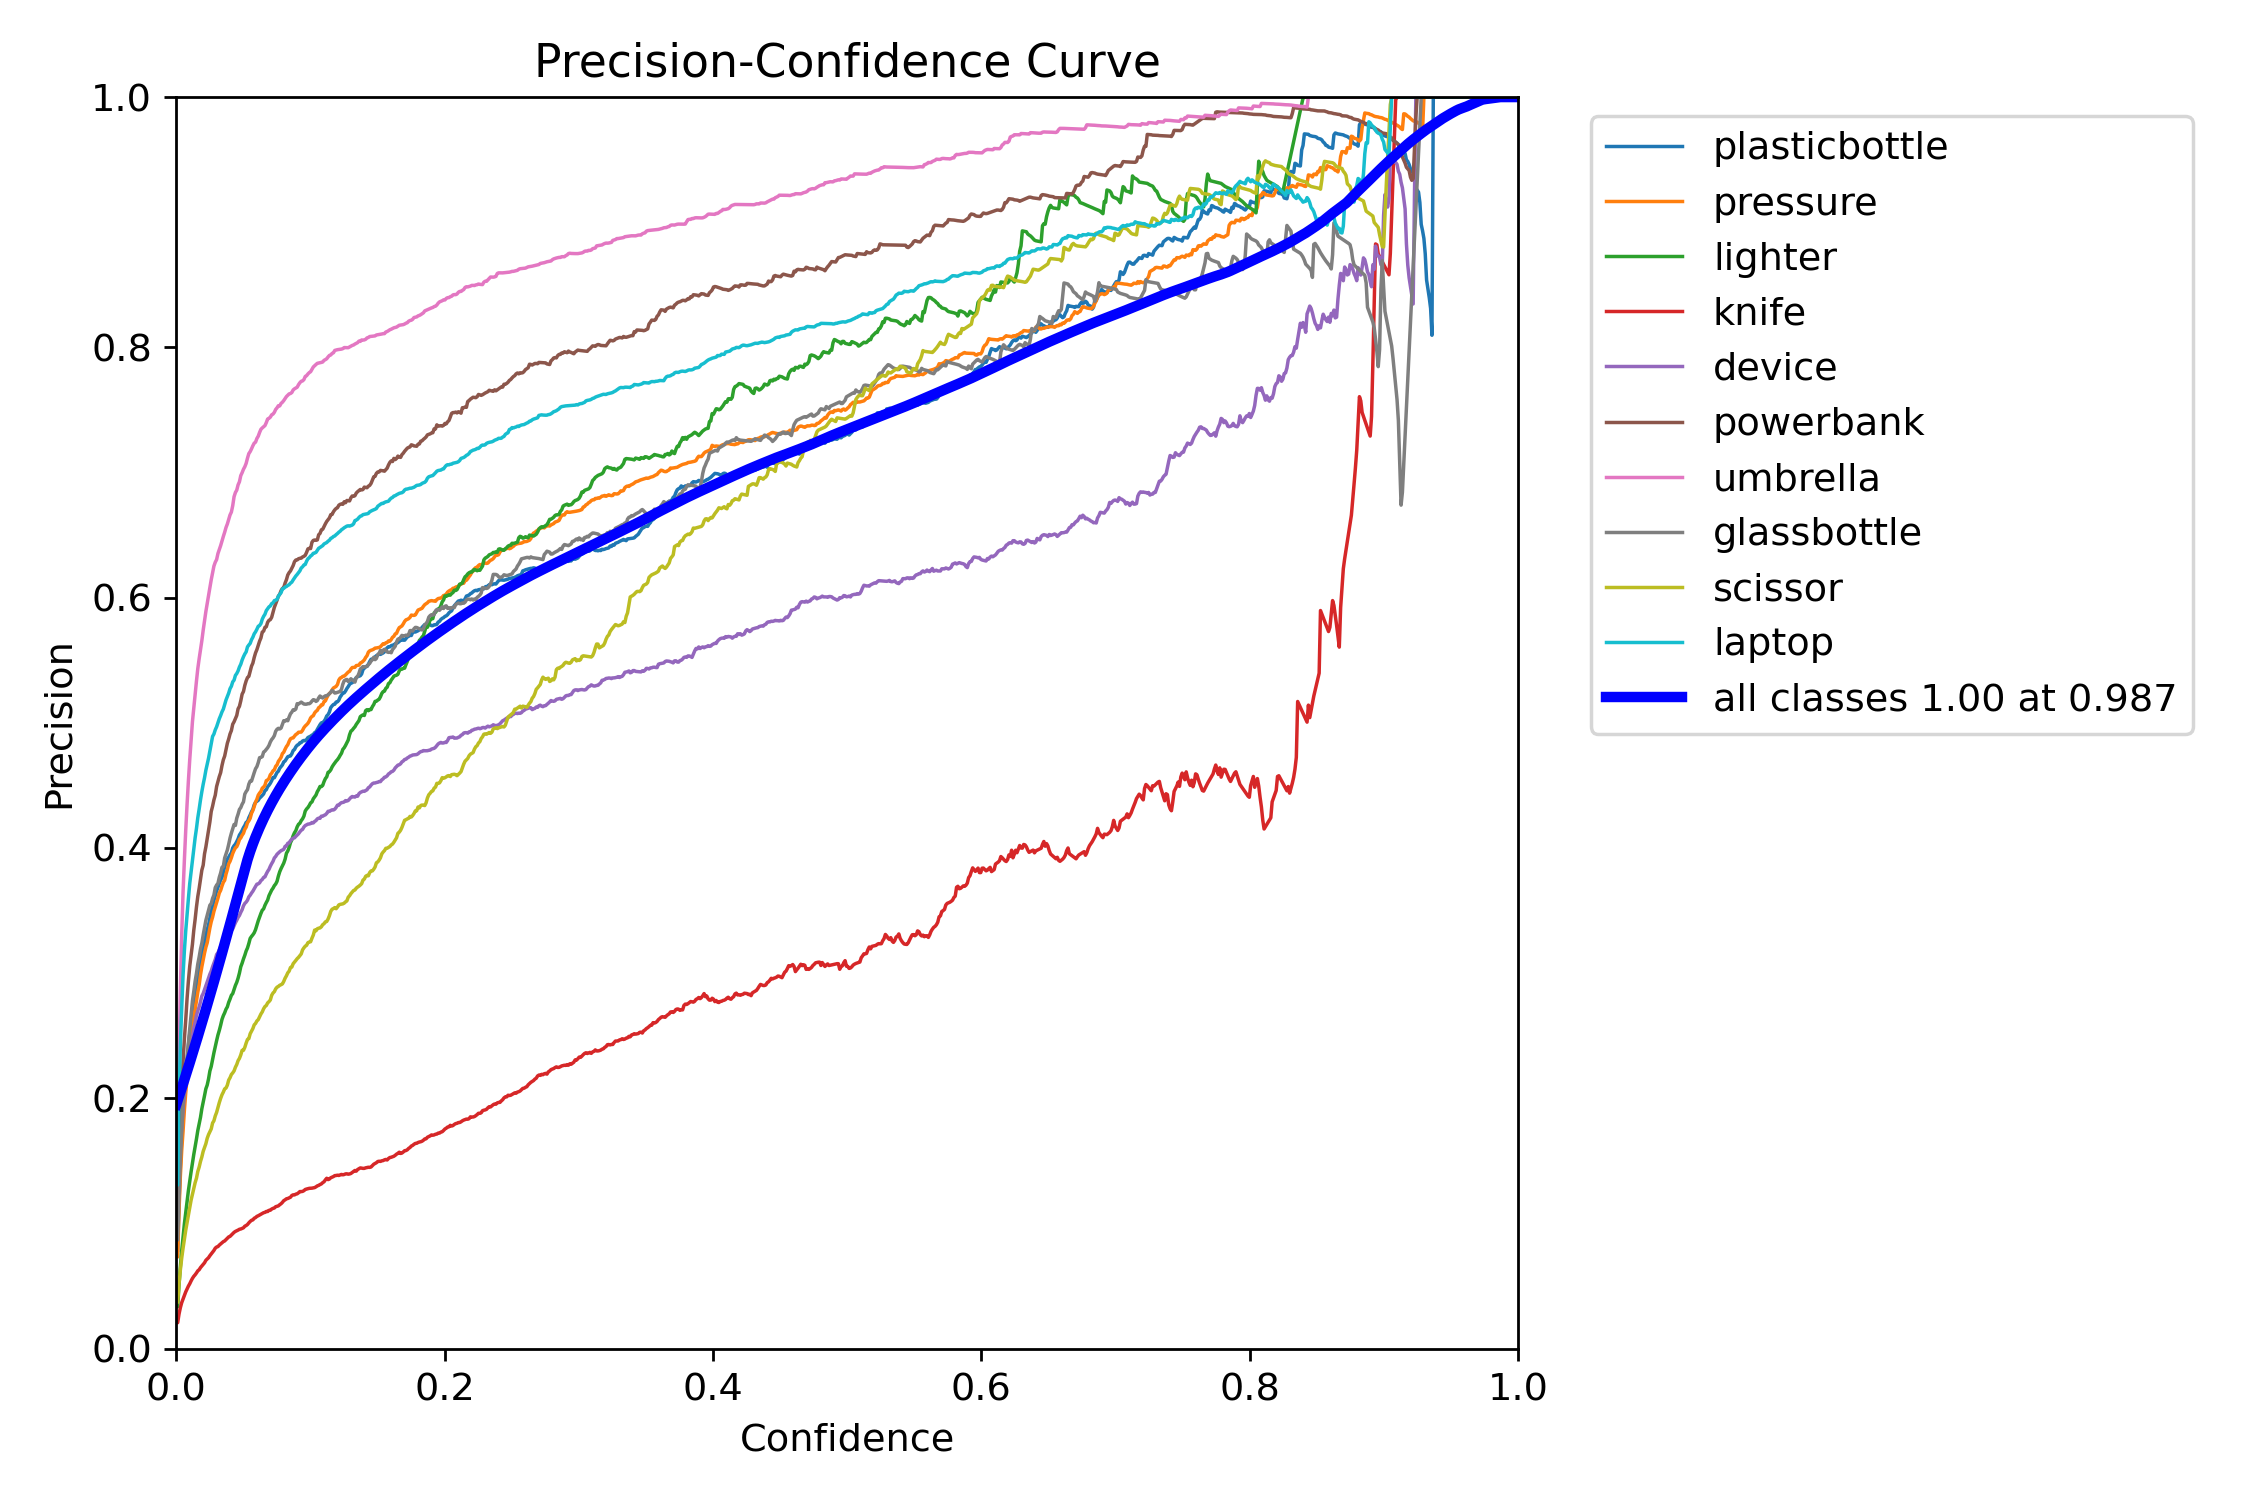 Precision-Confidence Curve
1.0
0.8
0.6
0.4
0.2
0.0
Precision
0.0 0.2 0.4 0.6 0.8 1.0
Confidence
plasticbottle
pressure
lighter
knife
device
powerbank
umbrella
glassbottle
scissor
laptop
all classes 1.00 at 0.987